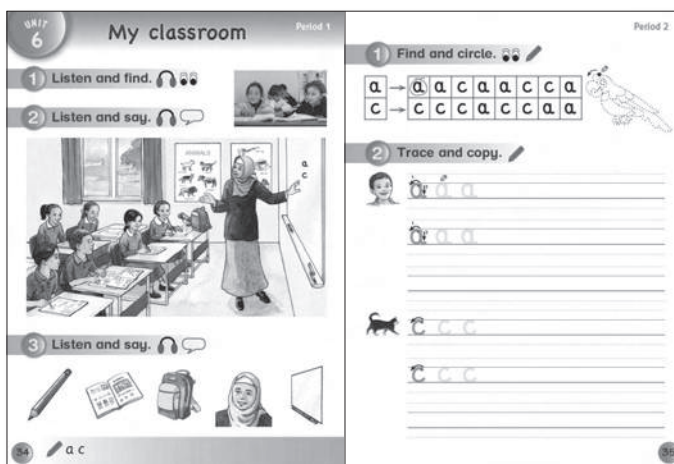 UNIT 6
My classroom
Period 1
1 Listen and find.
2 Listen and say.
ANIMALS
a
c
3 Listen and say.
34
a c
Period 2
1 Find and circle.
a → a a c a a c c a
c → c c c a c c a a
2 Trace and copy.
a a a
a a a
c c c
c c c
35